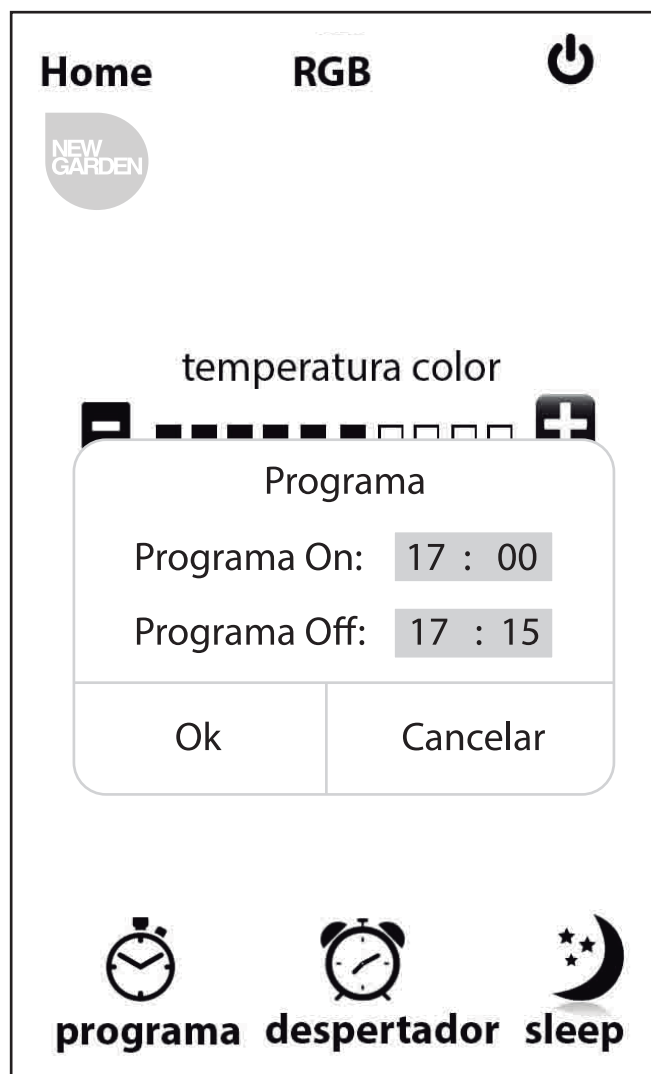 Home RGB
NEW
GARDEN
temperatura color
Programa
Programa On: 17 : 00
Programa Off: 17 : 15
Ok Cancelar
programa despertador sleep